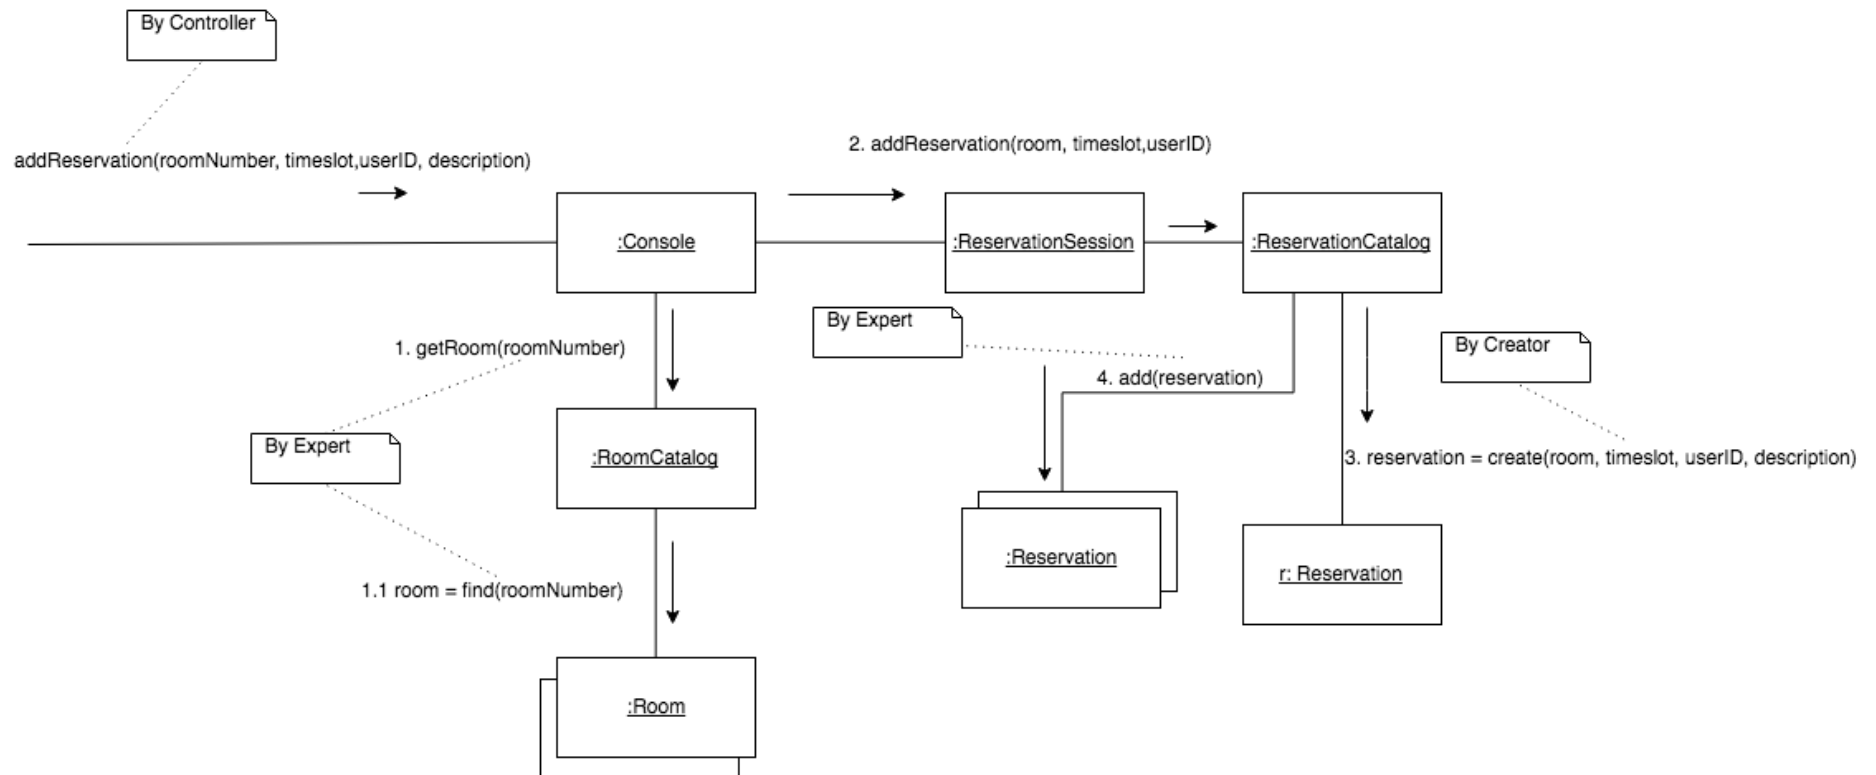 By Controller
addReservation(roomNumber, timeslot,userID, description)
2. addReservation(room, timeslot,userID)
:Console
:ReservationSession
:ReservationCatalog
By Expert
By Creator
1. getRoom(roomNumber)
4. add(reservation)
By Expert
:RoomCatalog
3. reservation = create(room, timeslot, userID, description)
:Reservation
r: Reservation
1.1 room = find(roomNumber)
:Room